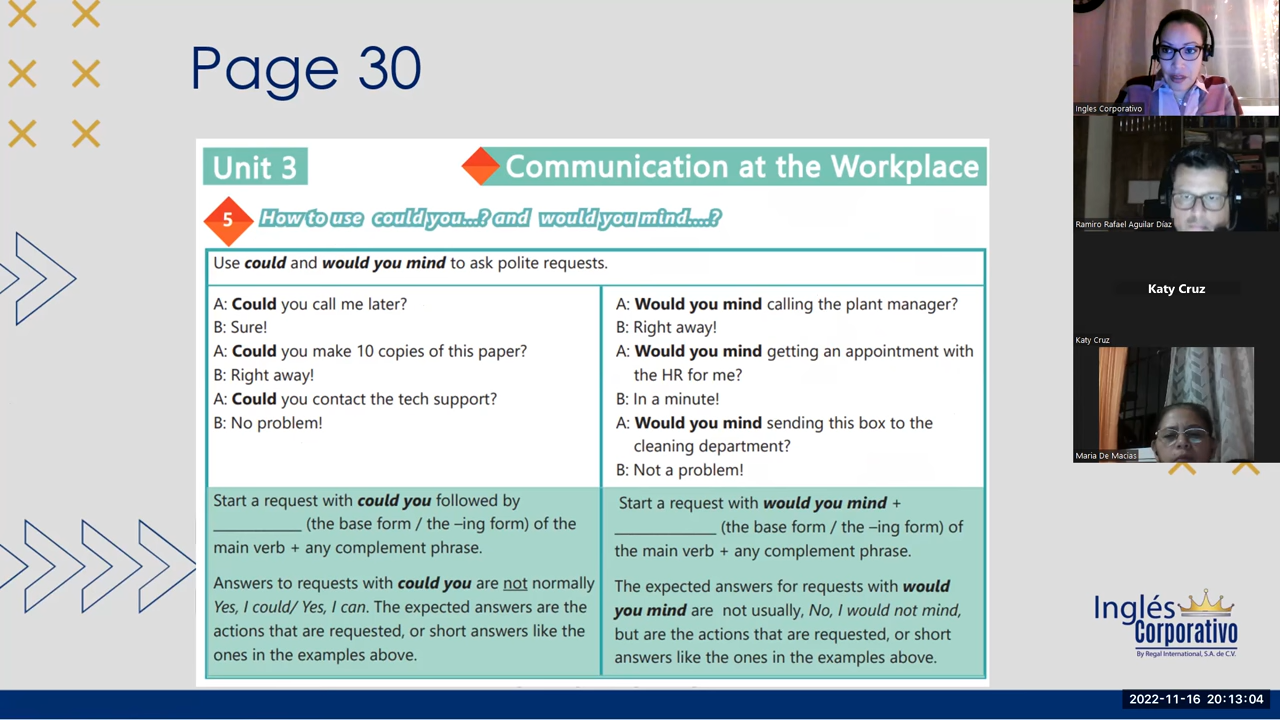 Page 30
Unit 3
Communication at the Workplace
5
How to use could you...? and would you mind....?
Use could and would you mind to ask polite requests.
A: Could you call me later?
B: Sure!
A: Could you make 10 copies of this paper?
B: Right away!
A: Could you contact the tech support?
B: No problem!
A: Would you mind calling the plant manager?
B: Right away!
A: Would you mind getting an appointment with
the HR for me?
B: In a minute!
A: Would you mind sending this box to the
cleaning department?
B: Not a problem!
Start a request with could you followed by
___________ (the base form / the –ing form) of the
main verb + any complement phrase.
Answers to requests with could you are not normally
Yes, I could/ Yes, I can. The expected answers are the
actions that are requested, or short answers like the
ones in the examples above.
Start a request with would you mind +
_____________ (the base form / the –ing form) of
the main verb + any complement phrase.
The expected answers for requests with would
you mind are not usually, No, I would not mind,
but are the actions that are requested, or short
answers like the ones in the examples above.
Ingles Corporativo
Ramiro Rafael Aguilar Díaz
Katy Cruz
Katy Cruz
Maria De Macias
Inglés
Corporativo
By Regal International, S.A. de C.V.
2022-11-16 20:13:04